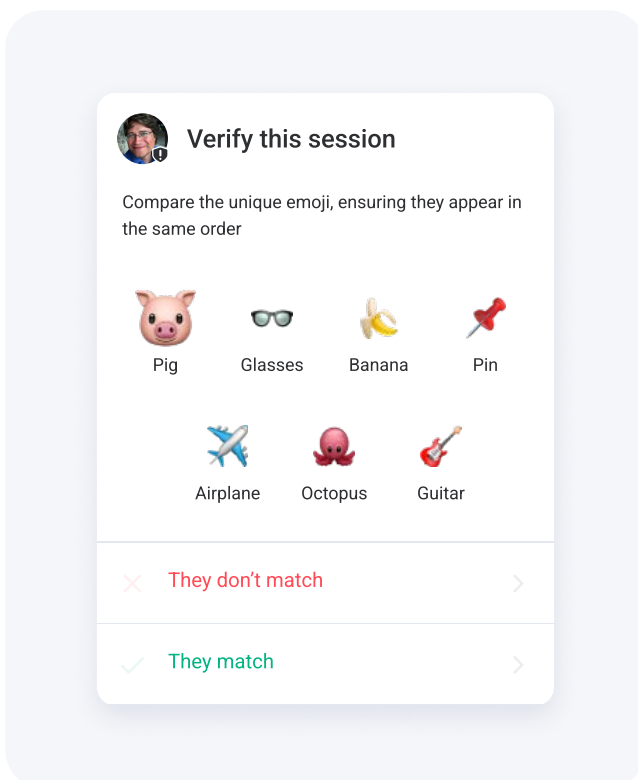 Verify this session
Compare the unique emoji, ensuring they appear in
the same order
Pig Glasses Banana Pin
Airplane Octopus Guitar
They don’t match
They match